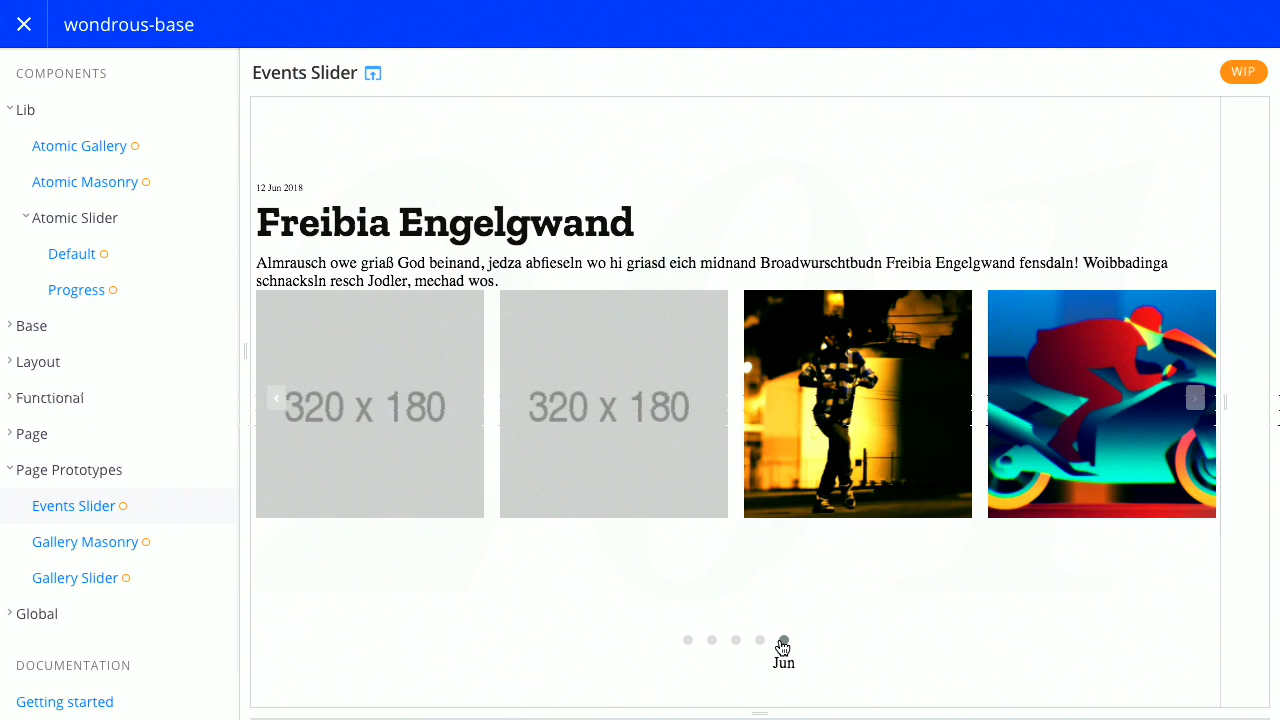 wondrous-base
COMPONENTS
Lib
Atomic Gallery
Atomic Masonry
Atomic Slider
Default
Progress
Base
Layout
Functional
Page
Page Prototypes
Events Slider
Gallery Masonry
Gallery Slider
Global
DOCUMENTATION
Getting started
Events Slider
WIP
12 Jun 2018
Freibia Engelgwand
Almrausch owe griaß God beinand, jedza abfieseln wo hi griasd eich midnand Broadwurschtbudn Freibia Engelgwand fensdaln! Woibbadinga
schnacksln resch Jodler, mechad wos.
320 x 180
320 x 180
Jun